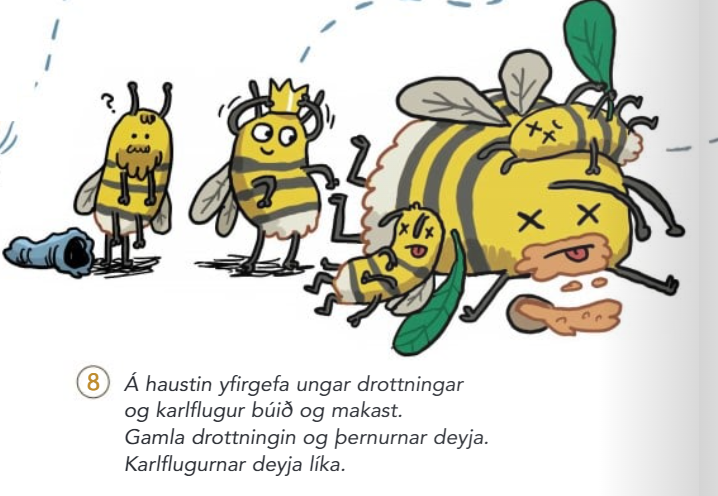 ?
8 Á haustin yfirgefa ungar drottningar
og karlflugur búið og makast.
Gamla drottningin og þernurnar deyja.
Karlflugurnar deyja líka.